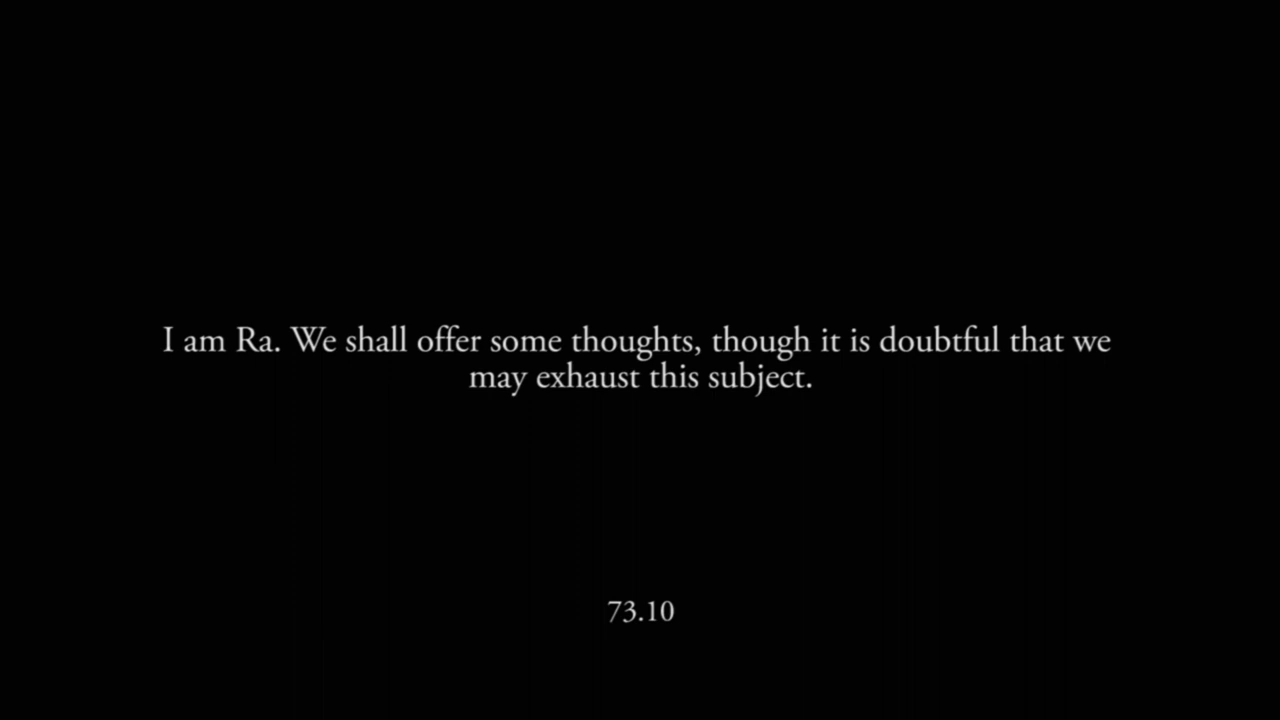 I am Ra. We shall offer some thoughts, though it is doubtful that we
may exhaust this subject.
73.10